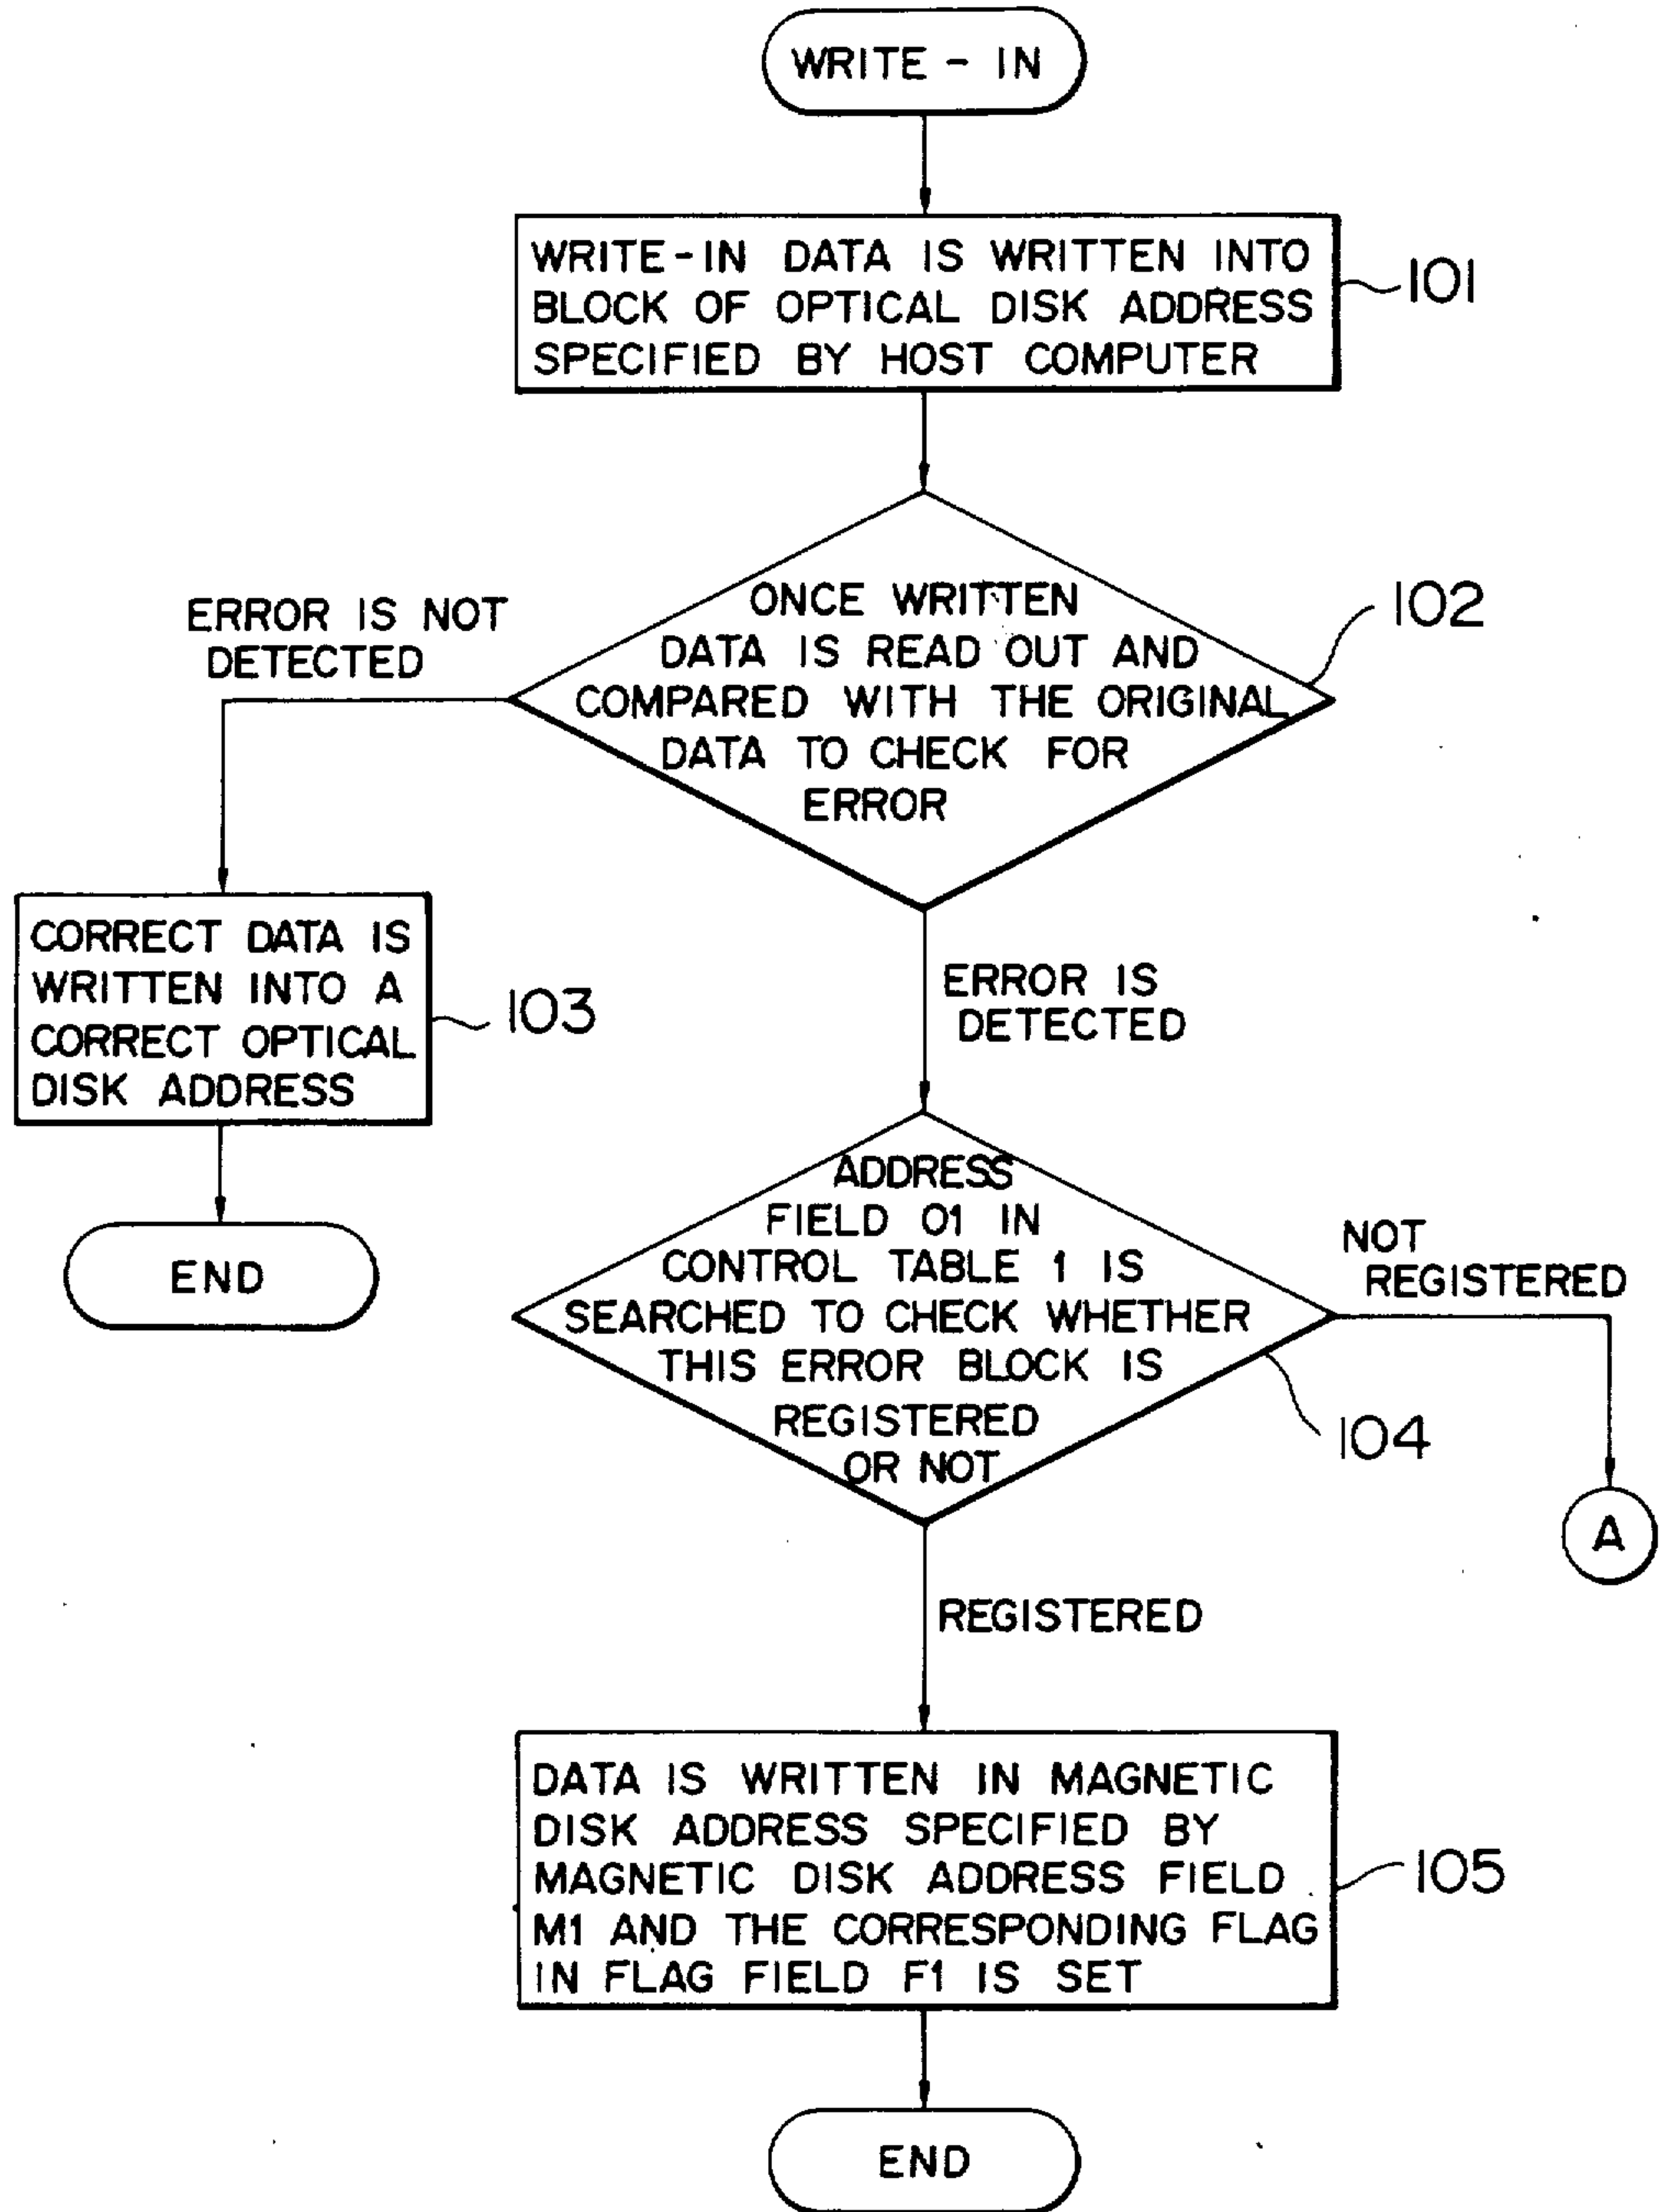 WRITE - IN
WRITE-IN DATA IS WRITTEN INTO
BLOCK OF OPTICAL DISK ADDRESS
SPECIFIED BY HOST COMPUTER
101
ONCE WRITTEN
DATA IS READ OUT AND
COMPARED WITH THE ORIGINAL
DATA TO CHECK FOR
ERROR
102
ERROR IS NOT
DETECTED
CORRECT DATA IS
WRITTEN INTO A
CORRECT OPTICAL
DISK ADDRESS
103
END
ERROR IS
DETECTED
ADDRESS
FIELD O1 IN
CONTROL TABLE 1 IS
SEARCHED TO CHECK WHETHER
THIS ERROR BLOCK IS
REGISTERED
OR NOT
104
NOT
REGISTERED
A
REGISTERED
DATA IS WRITTEN IN MAGNETIC
DISK ADDRESS SPECIFIED BY
MAGNETIC DISK ADDRESS FIELD
M1 AND THE CORRESPONDING FLAG
IN FLAG FIELD F1 IS SET
105
END